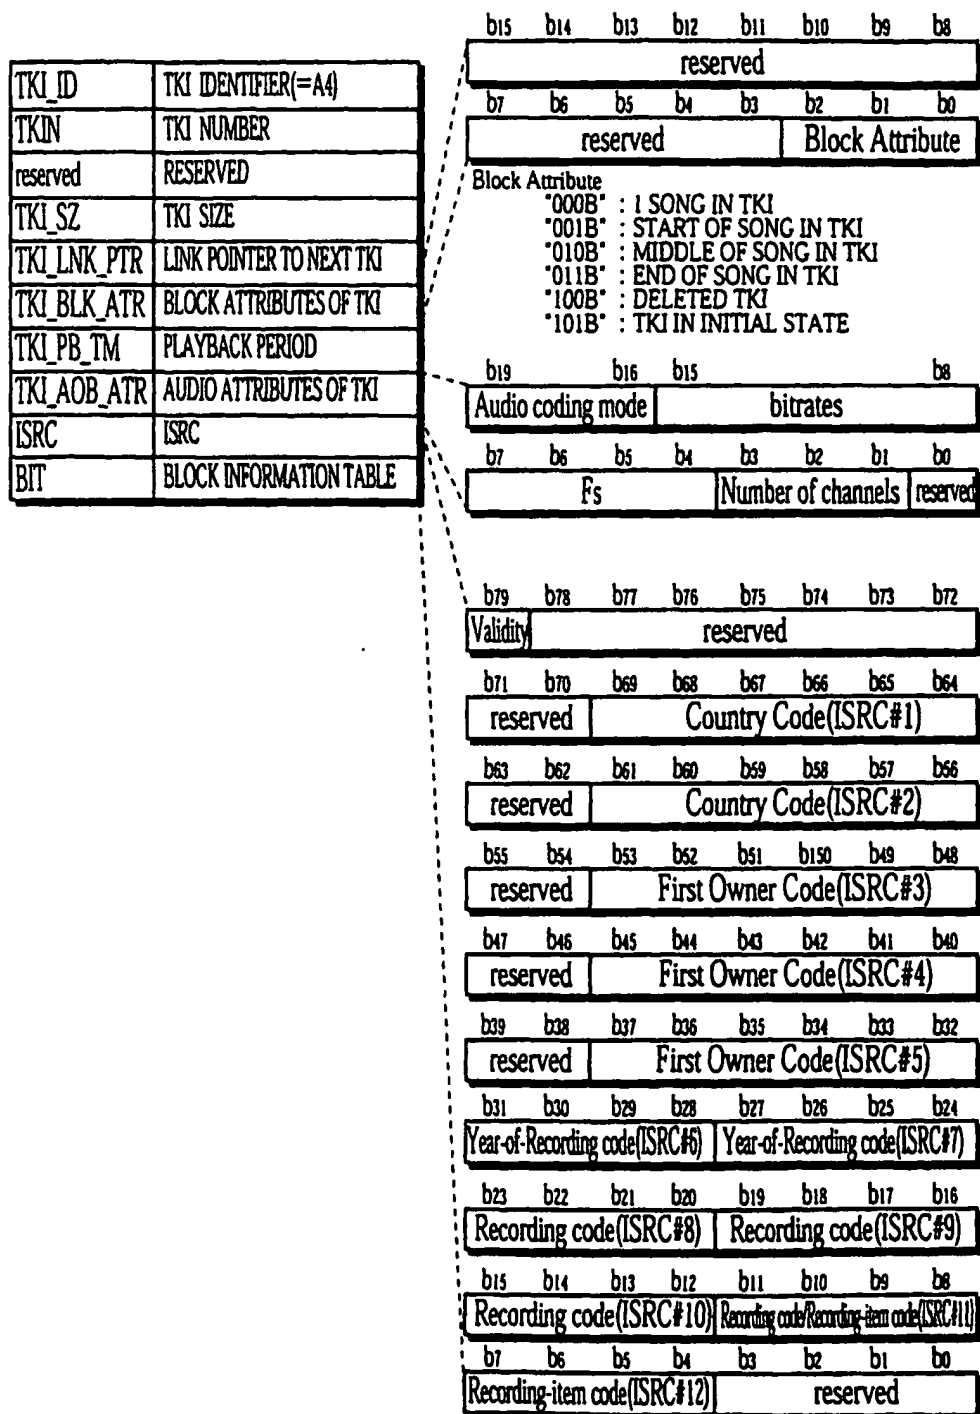 TKI_ID TKI IDENTIFIER(=A4)
TKIN TKI NUMBER
reserved RESERVED
TKI_SZ TKI SIZE
TKI_LNK_PTR LINK POINTER TO NEXT TKI
TKI_BLK_ATR BLOCK ATTRIBUTES OF TKI
TKI_PB_TM PLAYBACK PERIOD
TKI_AOB_ATR AUDIO ATTRIBUTES OF TKI
ISRC ISRC
BIT BLOCK INFORMATION TABLE
b15 b14 b13 b12 b11 b10 b9 b8
reserved
b7 b6 b5 b4 b3 b2 b1 b0
reserved Block Attribute
Block Attribute
"000B" : 1 SONG IN TKI
"001B" : START OF SONG IN TKI
"010B" : MIDDLE OF SONG IN TKI
"011B" : END OF SONG IN TKI
"100B" : DELETED TKI
"101B" : TKI IN INITIAL STATE
b19 b16 b15 b8
Audio coding mode bitrates
b7 b6 b5 b4 b3 b2 b1 b0
Fs Number of channels reserved
b79 b78 b77 b76 b75 b74 b73 b72
Validity reserved
b71 b70 b69 b68 b67 b66 b65 b64
reserved Country Code(ISRC#1)
b63 b62 b61 b60 b59 b58 b57 b56
reserved Country Code(ISRC#2)
b55 b54 b53 b52 b51 b150 b49 b48
reserved First Owner Code(ISRC#3)
b47 b46 b45 b44 b43 b42 b41 b40
reserved First Owner Code(ISRC#4)
b39 b38 b37 b36 b35 b34 b33 b32
reserved First Owner Code(ISRC#5)
b31 b30 b29 b28 b27 b26 b25 b24
Year-of-Recording code(ISRC#6) Year-of-Recording code(ISRC#7)
b23 b22 b21 b20 b19 b18 b17 b16
Recording code(ISRC#8) Recording code(ISRC#9)
b15 b14 b13 b12 b11 b10 b9 b8
Recording code(ISRC#10) Recording code/Recording-item code(ISRC#11)
b7 b6 b5 b4 b3 b2 b1 b0
Recording-item code(ISRC#12) reserved